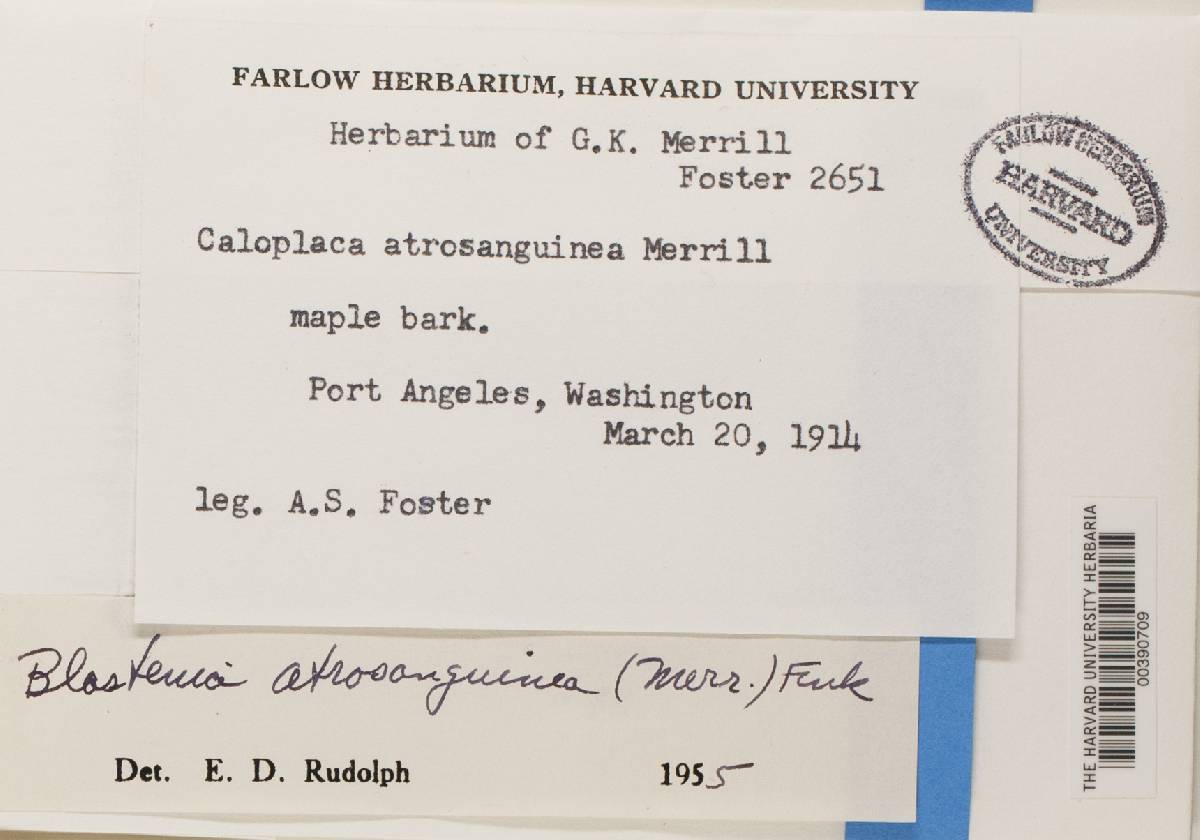 FARLOW HERBARIUM, HARVARD UNIVERSITY
Herbarium of G.K. Merrill
Foster 2651
Caloplaca atrosanguinea Merrill
maple bark.
Port Angeles, Washington
March 20, 1914
leg. A.S. Foster
FARLOW HERBARIUM
HARVARD
UNIVERSITY
Blastenia atrosanguinea (Merr.) Fink
Det. E. D. Rudolph 1955
THE HARVARD UNIVERSITY HERBARIA
00390709